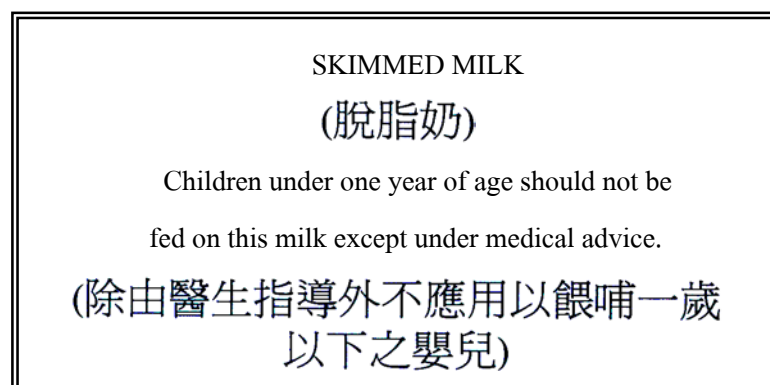 SKIMMED MILK
(脫脂奶)
Children under one year of age should not be
fed on this milk except under medical advice.
(除由醫生指導外不應用以餵哺一歲
以下之嬰兒)